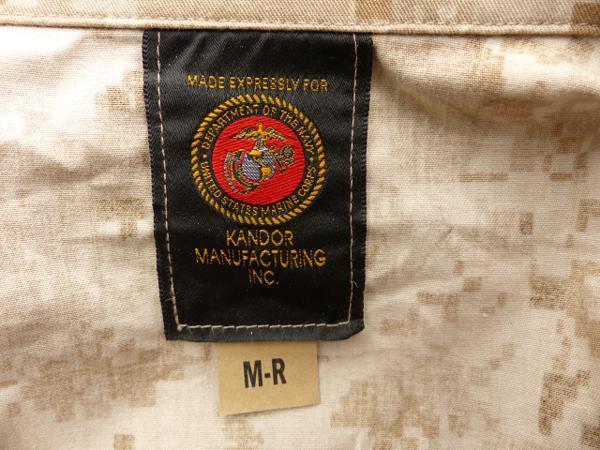 MADE EXPRESSLY FOR
DEPARTMENT OF THE NAVY
UNITED STATES MARINE CORPS
KANDOR
MANUFACTURING
INC.
M-R